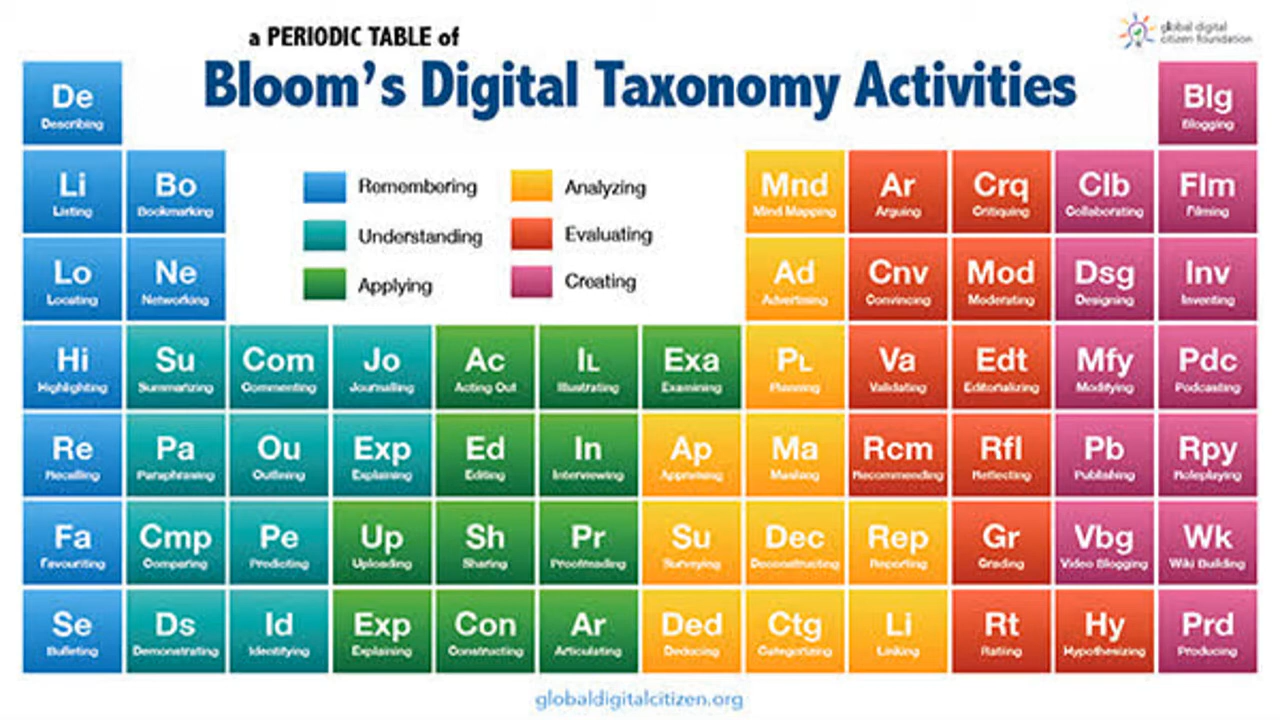 a PERIODIC TABLE of
global digital
citizen foundation
Bloom's Digital Taxonomy Activities
De
Describing
Blg
Blogging
Li
Listing
Bo
Bookmarking
Remembering
Analyzing
Mnd
Mind Mapping
Ar
Arguing
Crq
Critiquing
Clb
Collaborating
Flm
Filming
Understanding
Evaluating
Lo
Locating
Ne
Networking
Applying
Creating
Ad
Advertising
Cnv
Convincing
Mod
Moderating
Dsg
Designing
Inv
Inventing
Hi
Highlighting
Su
Summarizing
Com
Commenting
Jo
Journalling
Ac
Acting Out
IL
Illustrating
Exa
Examining
PL
Planning
Va
Validating
Edt
Editorializing
Mfy
Modifying
Pdc
Podcasting
Re
Recalling
Pa
Paraphrasing
Ou
Outlining
Exp
Explaining
Ed
Editing
In
Interviewing
Ap
Appraising
Ma
Rcm
Recommending
Rfl
Reflecting
Pb
Publishing
Rpy
Roleplaying
Fa
Favouriting
Cmp
Comparing
Pe
Predicting
Up
Uploading
Sh
Sharing
Pr
Proofreading
Su
Surveying
Dec
Deconstructing
Rep
Reporting
Gr
Grading
Vbg
Video Blogging
Wk
Wiki Building
Se
Bulleting
Ds
Demonstrating
Id
Identifying
Exp
Explaining
Con
Constructing
Ar
Articulating
Ded
Deducing
Ctg
Categorizing
Li
Linking
Rt
Rating
Hy
Hypothesizing
Prd
Producing
globaldigitalcitizen.org